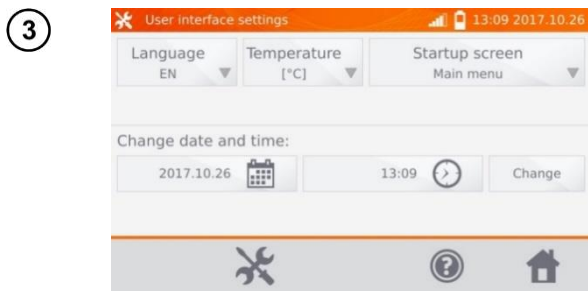 3
User interface settings 13:09 2017.10.26
Language Temperature Startup screen
EN [°C] Main menu
Change date and time:
2017.10.26 13:09 Change
?